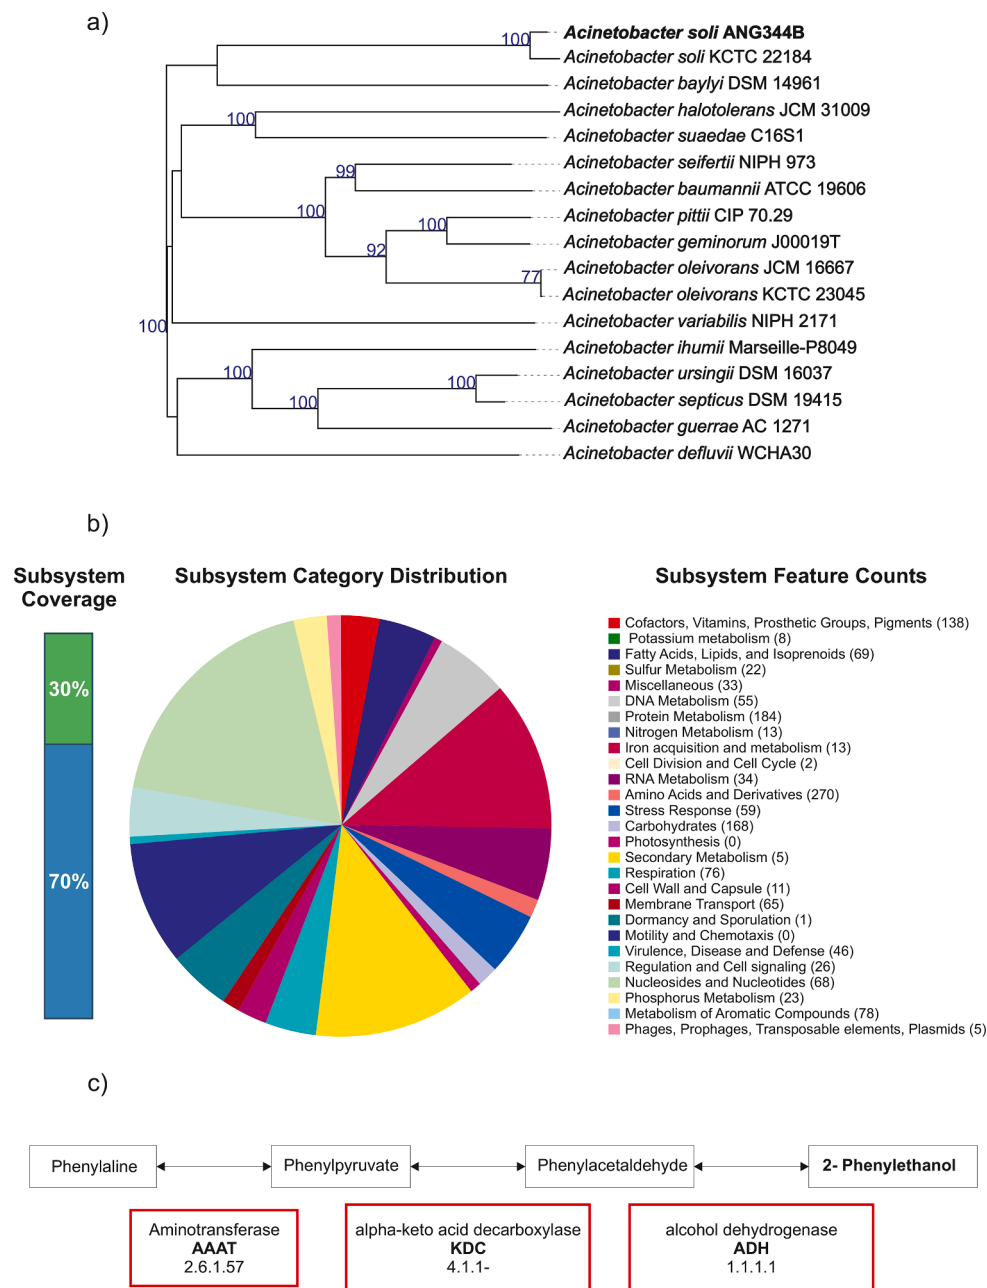 a)
100
Acinetobacter soli ANG344B
Acinetobacter soli KCTC 22184
Acinetobacter baylyi DSM 14961
100
Acinetobacter halotolerans JCM 31009
Acinetobacter suaedae C16S1
99
Acinetobacter seifertii NIPH 973
Acinetobacter baumannii ATCC 19606
100
100
Acinetobacter pittii CIP 70.29
Acinetobacter geminorum J00019T
92
77
Acinetobacter oleivorans JCM 16667
Acinetobacter oleivorans KCTC 23045
100
Acinetobacter variabilis NIPH 2171
Acinetobacter ihumii Marseille-P8049
100
100
Acinetobacter ursingii DSM 16037
100
Acinetobacter septicus DSM 19415
Acinetobacter guerrae AC 1271
Acinetobacter defluvii WCHA30
b)
Subsystem
Coverage
30%
70%
Subsystem Category Distribution
Subsystem Feature Counts
Cofactors, Vitamins, Prosthetic Groups, Pigments (138)
Potassium metabolism (8)
Fatty Acids, Lipids, and Isoprenoids (69)
Sulfur Metabolism (22)
Miscellaneous (33)
DNA Metabolism (55)
Protein Metabolism (184)
Nitrogen Metabolism (13)
Iron acquisition and metabolism (13)
Cell Division and Cell Cycle (2)
RNA Metabolism (34)
Amino Acids and Derivatives (270)
Stress Response (59)
Carbohydrates (168)
Photosynthesis (0)
Secondary Metabolism (5)
Respiration (76)
Cell Wall and Capsule (11)
Membrane Transport (65)
Dormancy and Sporulation (1)
Motility and Chemotaxis (0)
Virulence, Disease and Defense (46)
Regulation and Cell signaling (26)
Nucleosides and Nucleotides (68)
Phosphorus Metabolism (23)
Metabolism of Aromatic Compounds (78)
Phages, Prophages, Transposable elements, Plasmids (5)
c)
Phenylaline
Phenylpyruvate
Phenylacetaldehyde
2- Phenylethanol
Aminotransferase
AAAT
2.6.1.57
alpha-keto acid decarboxylase
KDC
4.1.1-
alcohol dehydrogenase
ADH
1.1.1.1